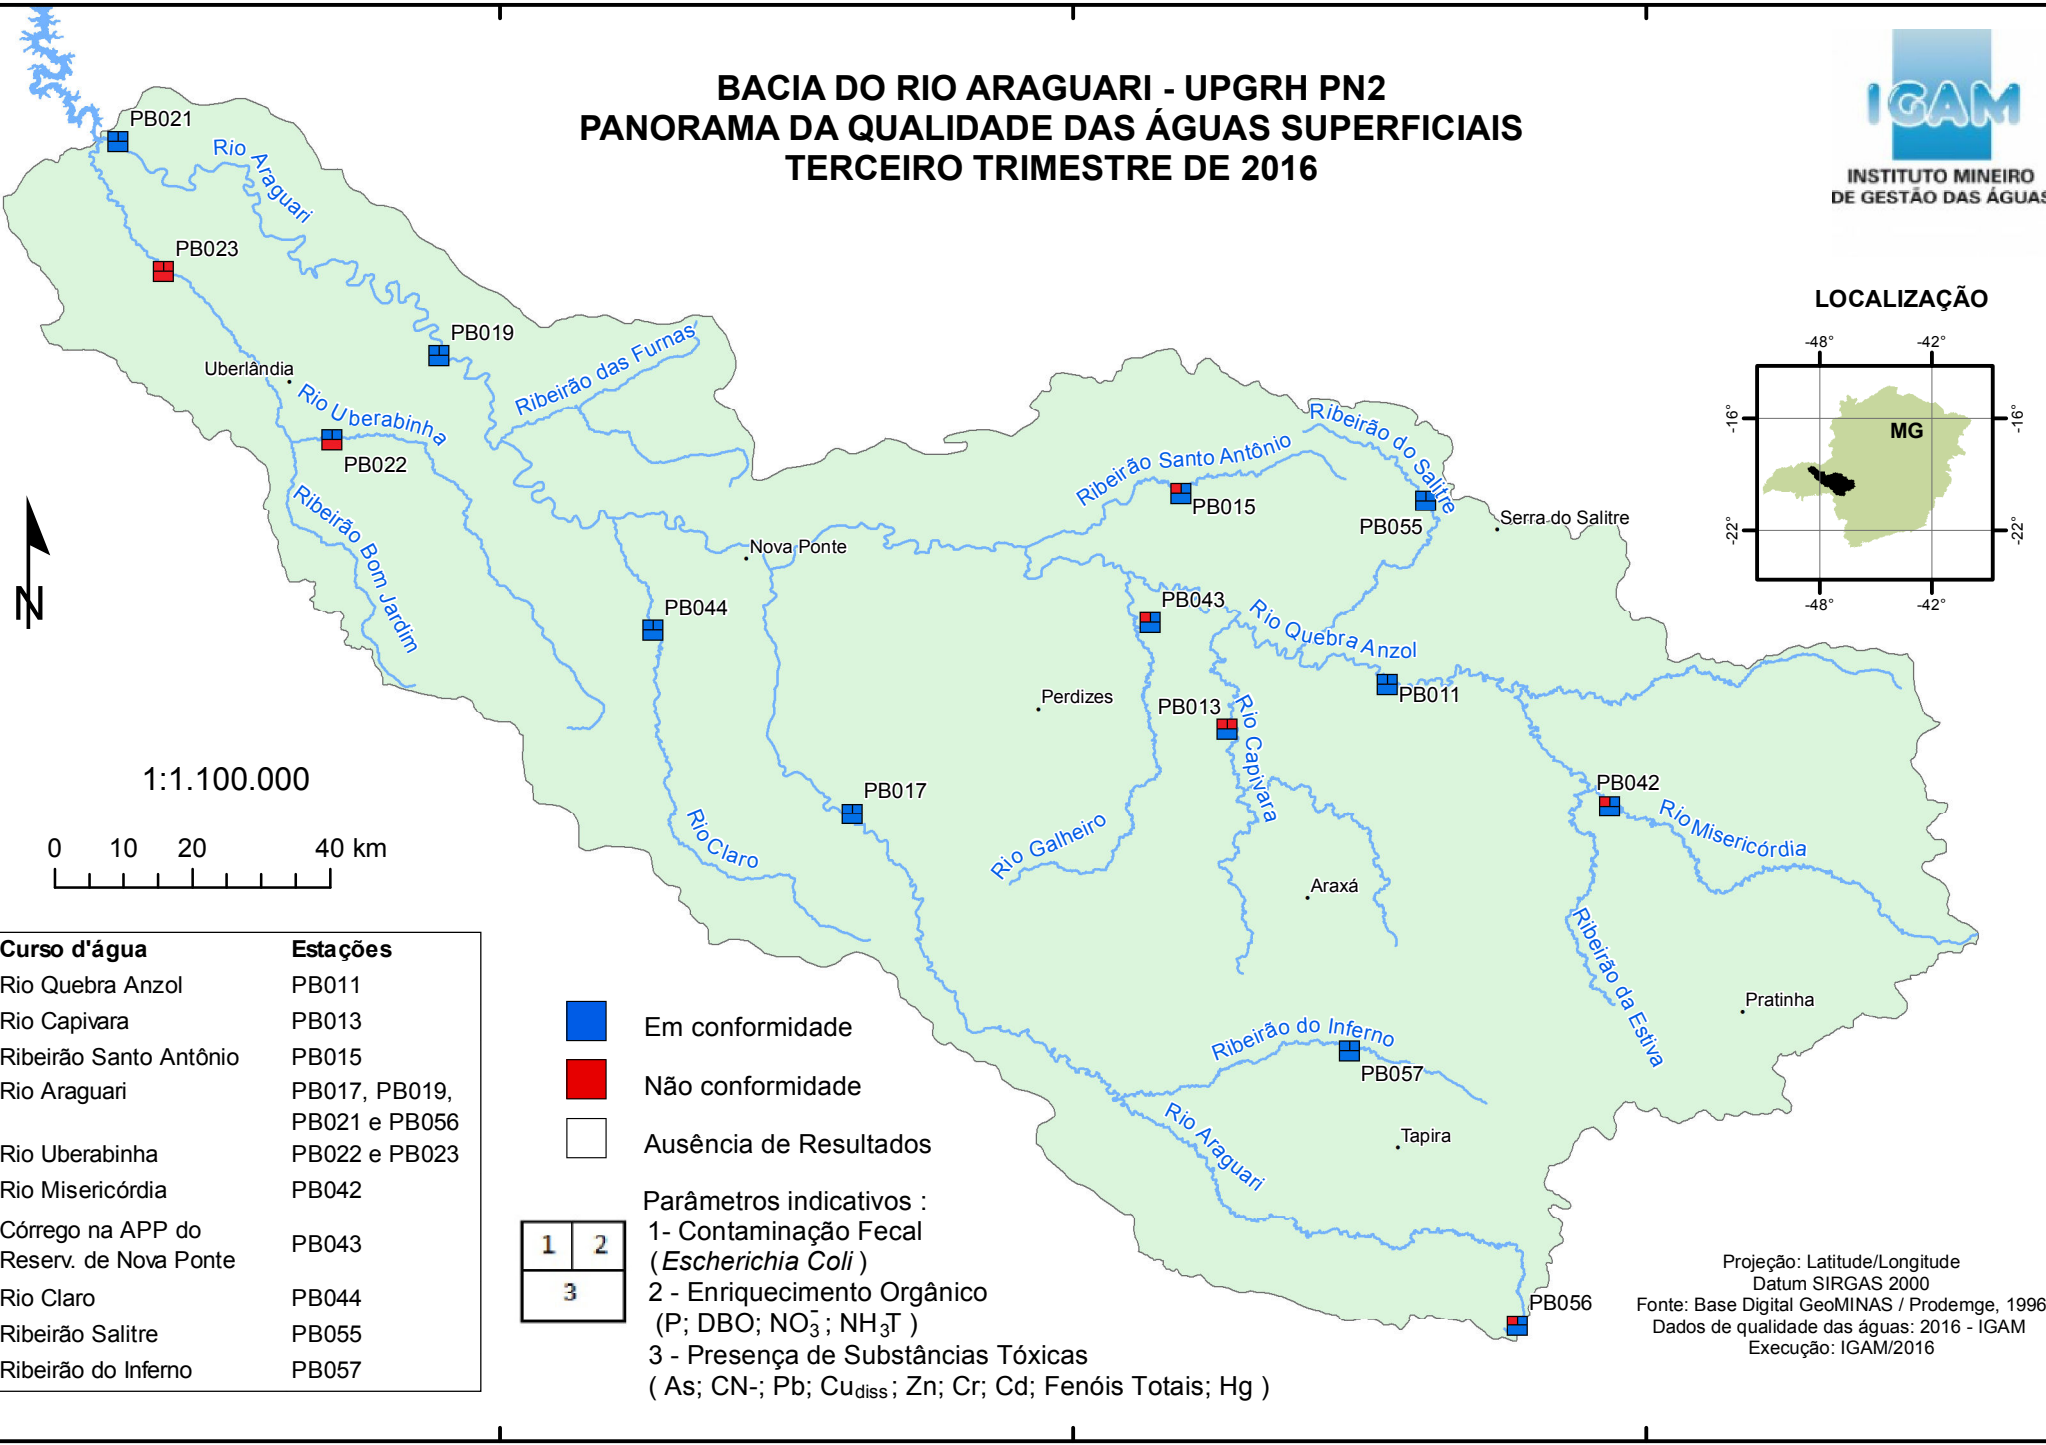 BACIA DO RIO ARAGUARI - UPGRH PN2
PANORAMA DA QUALIDADE DAS ÁGUAS SUPERFICIAIS
TERCEIRO TRIMESTRE DE 2016
IGAM
INSTITUTO MINEIRO
DE GESTÃO DAS ÁGUAS
LOCALIZAÇÃO
-48° -42°
-16° -16°
MG
-22° -22°
-48° -42°
PB021
Rio Araguari
PB023
PB019
Uberlândia
Ribeirão das Furnas
Rio Uberabinha
PB022
Ribeirão Bom Jardim
Ribeirão do Salitre
Ribeirão Santo Antônio
PB015
PB055
Serra do Salitre
Nova Ponte
N
PB044
PB043
Rio Quebra Anzol
PB011
Perdizes
PB013
Rio Capivara
PB017
PB042
Rio Misericórdia
Rio Claro
Rio Galheiro
Araxá
Ribeirão da Estiva
Pratinha
Ribeirão do Inferno
PB057
Rio Araguari
Tapira
PB056
1:1.100.000
0 10 20 40 km
Curso d'água Estações
Rio Quebra Anzol PB011
Rio Capivara PB013
Ribeirão Santo Antônio PB015
Rio Araguari PB017, PB019,
PB021 e PB056
Rio Uberabinha PB022 e PB023
Rio Misericórdia PB042
Córrego na APP do
Reserv. de Nova Ponte PB043
Rio Claro PB044
Ribeirão Salitre PB055
Ribeirão do Inferno PB057
Em conformidade
Não conformidade
Ausência de Resultados
Parâmetros indicativos :
1 2
3
1- Contaminação Fecal
(Escherichia Coli )
2 - Enriquecimento Orgânico
(P; DBO; NO₃⁻; NH₃T )
3 - Presença de Substâncias Tóxicas
( As; CN-; Pb; Cudiss; Zn; Cr; Cd; Fenóis Totais; Hg )
Projeção: Latitude/Longitude
Datum SIRGAS 2000
Fonte: Base Digital GeoMINAS / Prodemge, 1996
Dados de qualidade das águas: 2016 - IGAM
Execução: IGAM/2016